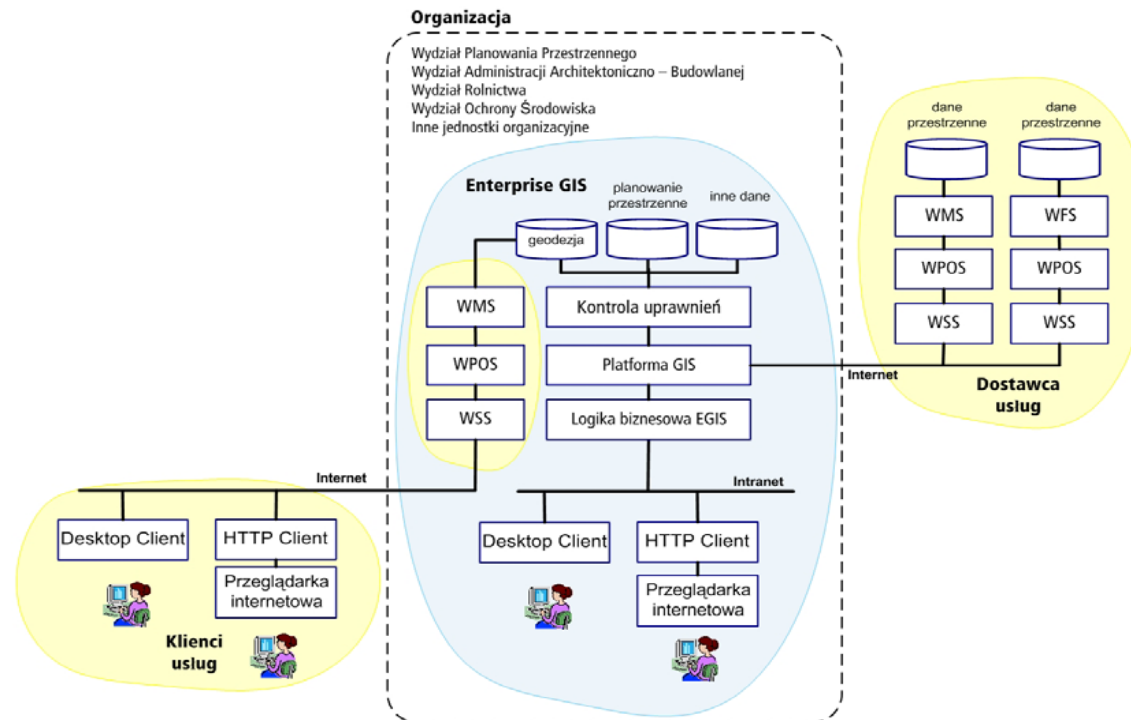 Organizacja
Wydział Planowania Przestrzennego
Wydział Administracji Architektoniczno – Budowlanej
Wydział Rolnictwa
Wydział Ochrony Środowiska
Inne jednostki organizacyjne
Enterprise GIS
planowanie
przestrzenne
inne dane
geodezja
WMS
WPOS
WSS
Kontrola uprawnień
Platforma GIS
Logika biznesowa EGIS
Internet
Intranet
Desktop Client
HTTP Client
Przeglądarka
internetowa
dane
przestrzenne
dane
przestrzenne
WMS
WFS
WPOS
WPOS
WSS
WSS
Internet
Dostawca
usług
Desktop Client
HTTP Client
Przeglądarka
internetowa
Klienci
usług